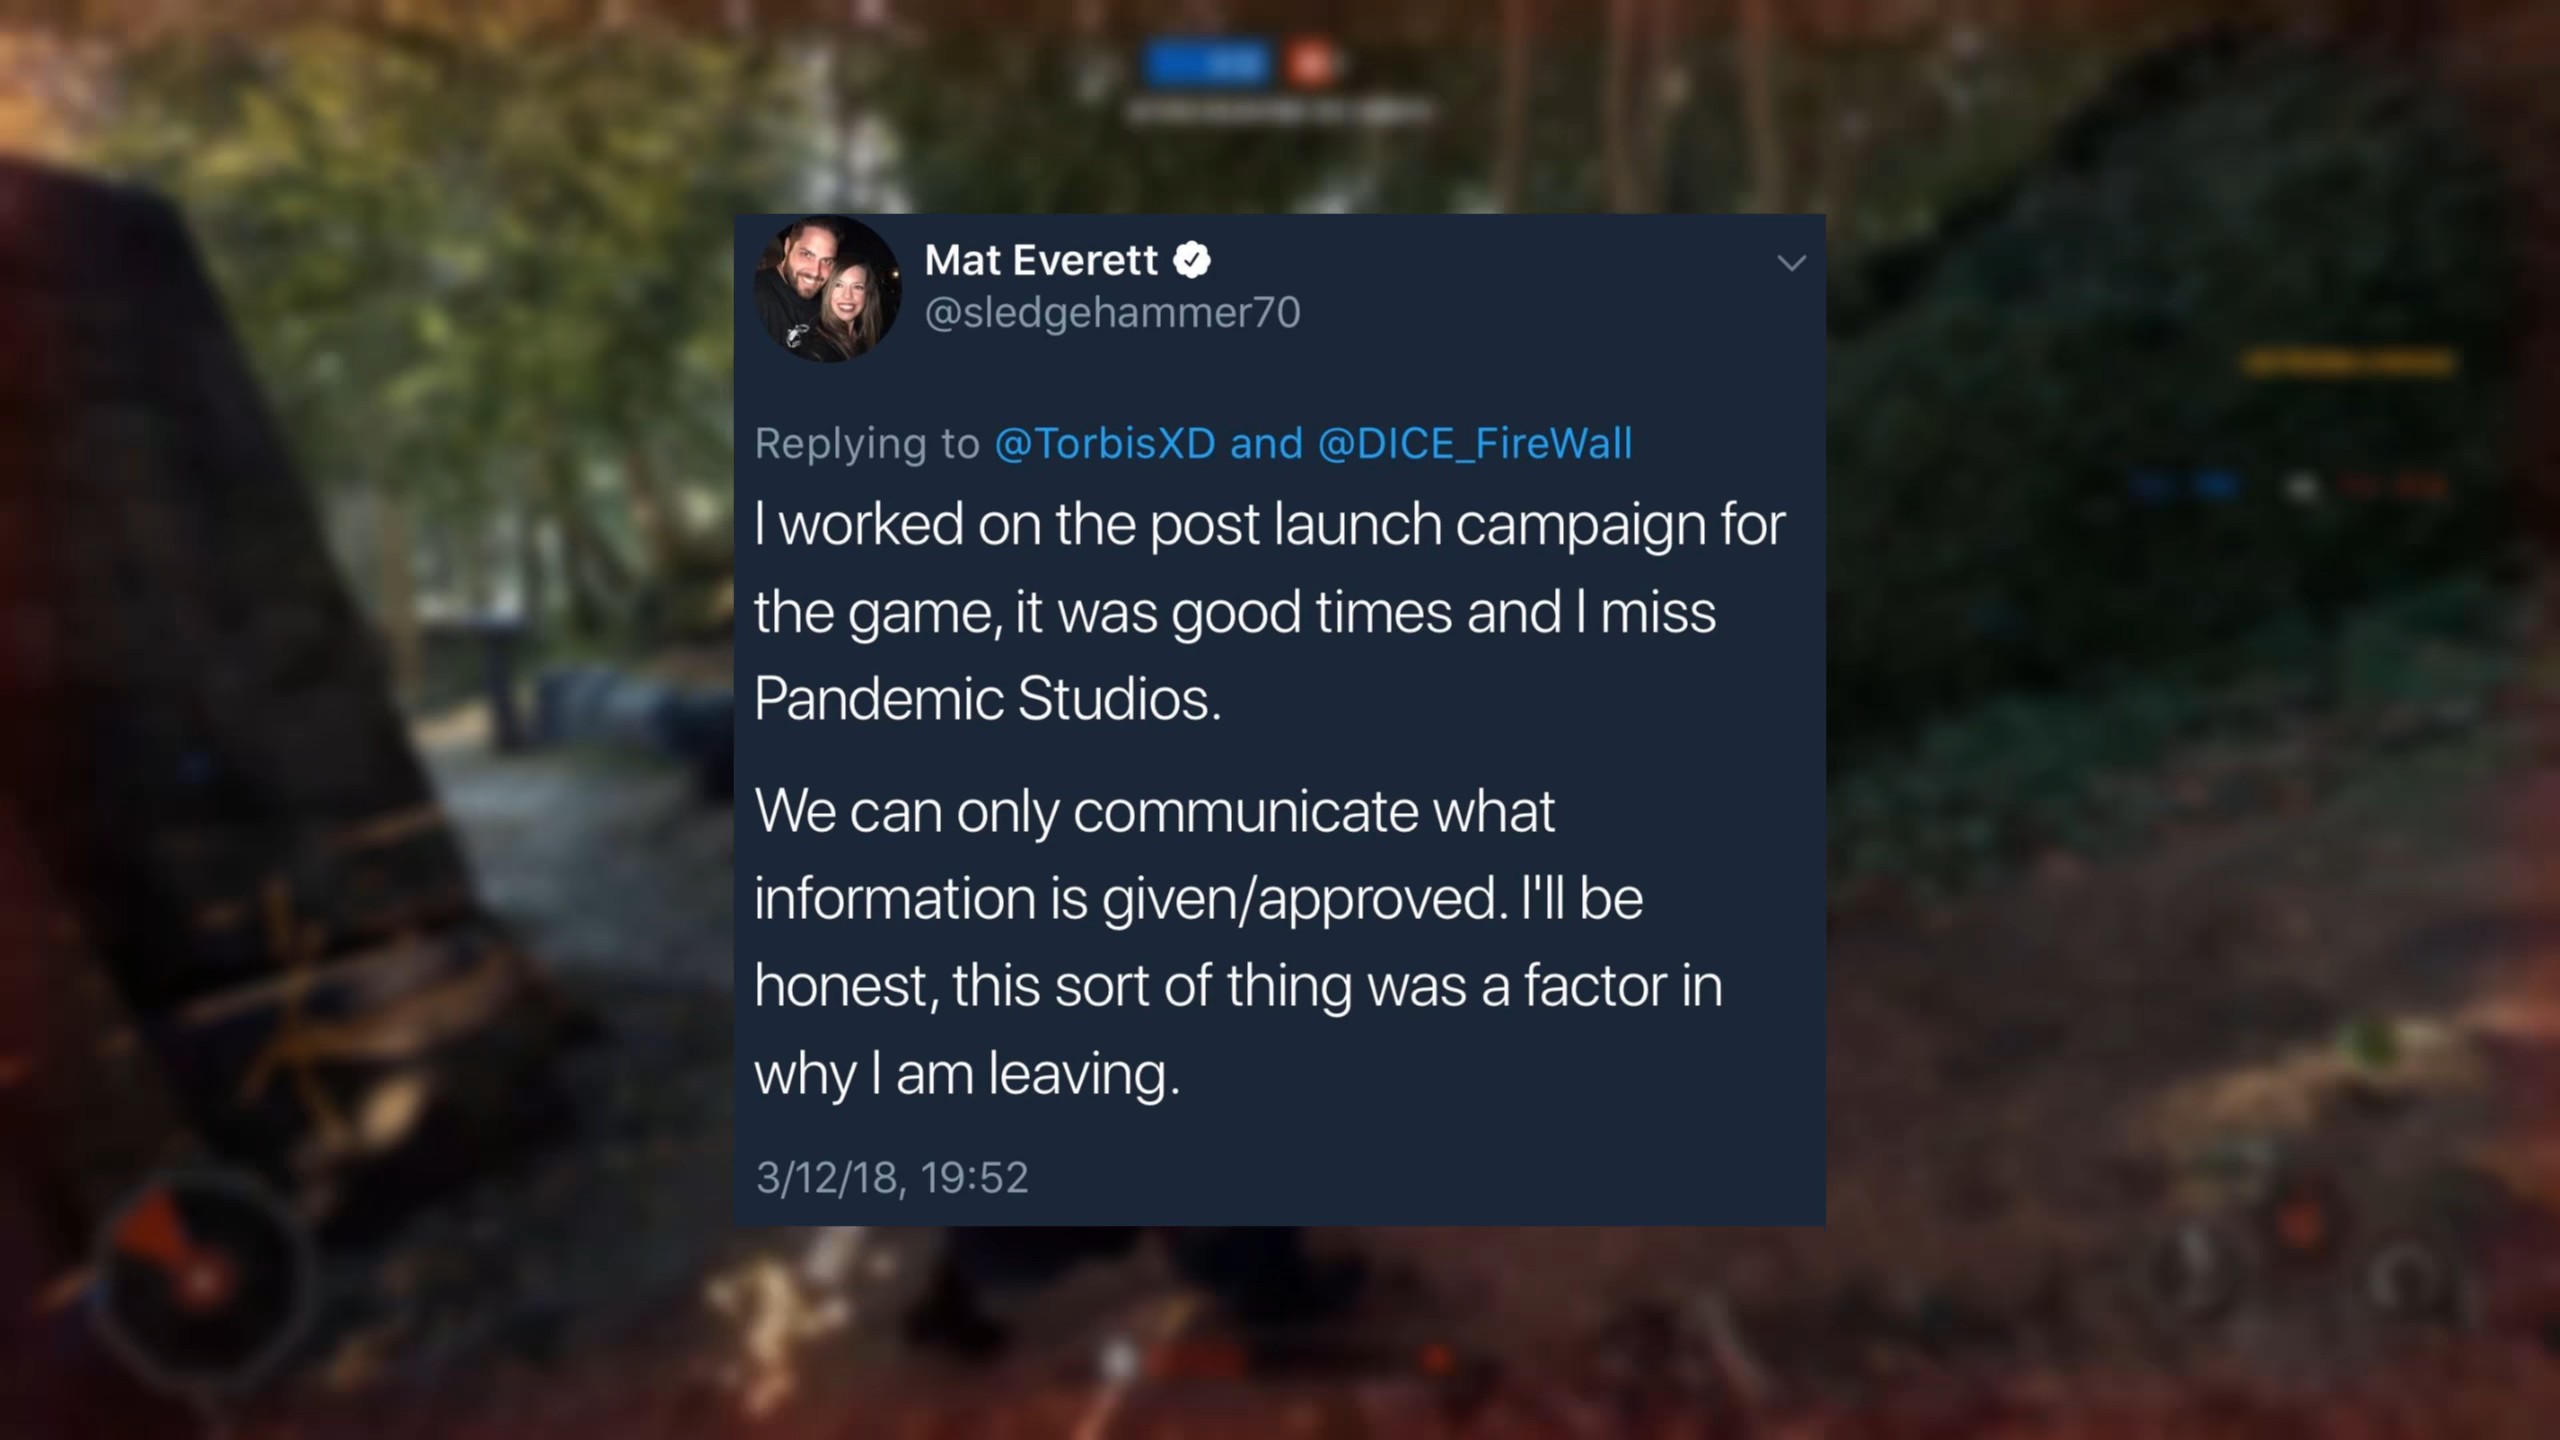 Mat Everett
@sledgehammer70
Replying to @TorbisXD and @DICE_FireWall
I worked on the post launch campaign for
the game, it was good times and I miss
Pandemic Studios.
We can only communicate what
information is given/approved. I'll be
honest, this sort of thing was a factor in
why I am leaving.
3/12/18, 19:52